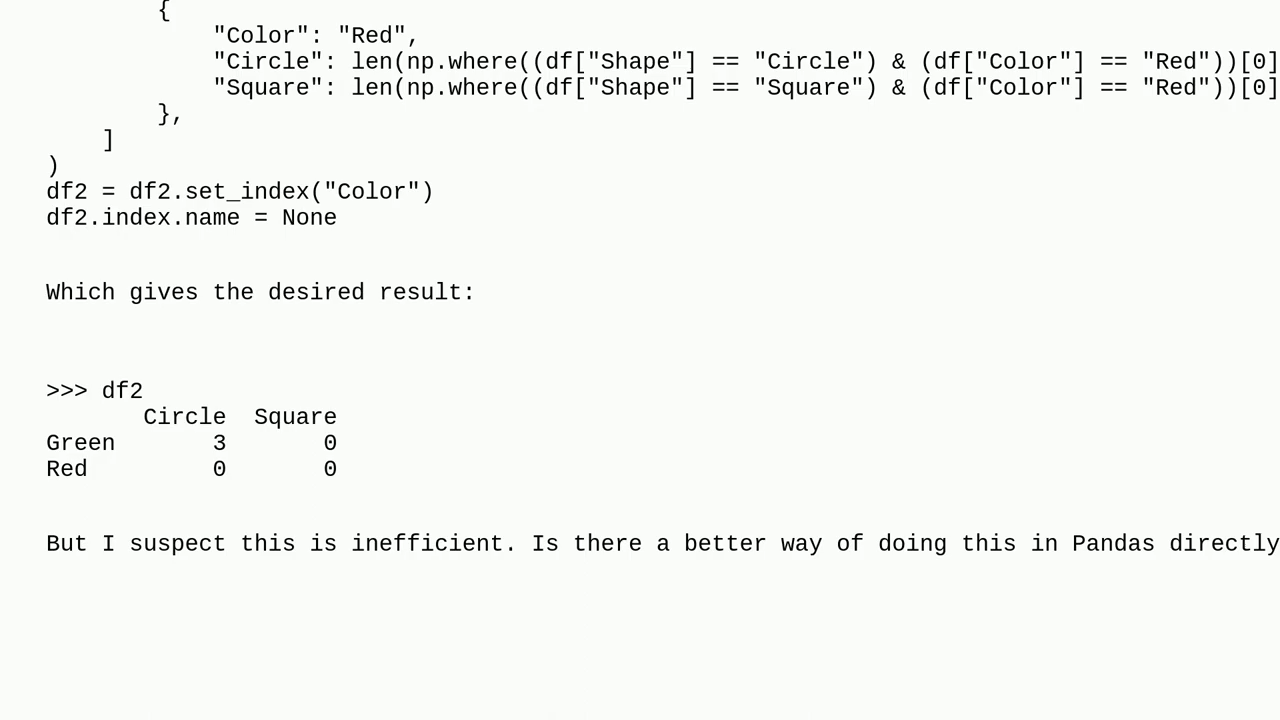 {
"Color": "Red",
"Circle": len(np.where((df["Shape"] == "Circle") & (df["Color"] == "Red"))[0]
"Square": len(np.where((df["Shape"] == "Square") & (df["Color"] == "Red"))[0]
},
]
)
df2 = df2.set_index("Color")
df2.index.name = None
Which gives the desired result:
>>> df2
Circle Square
Green 3 0
Red 0 0
But I suspect this is inefficient. Is there a better way of doing this in Pandas directly